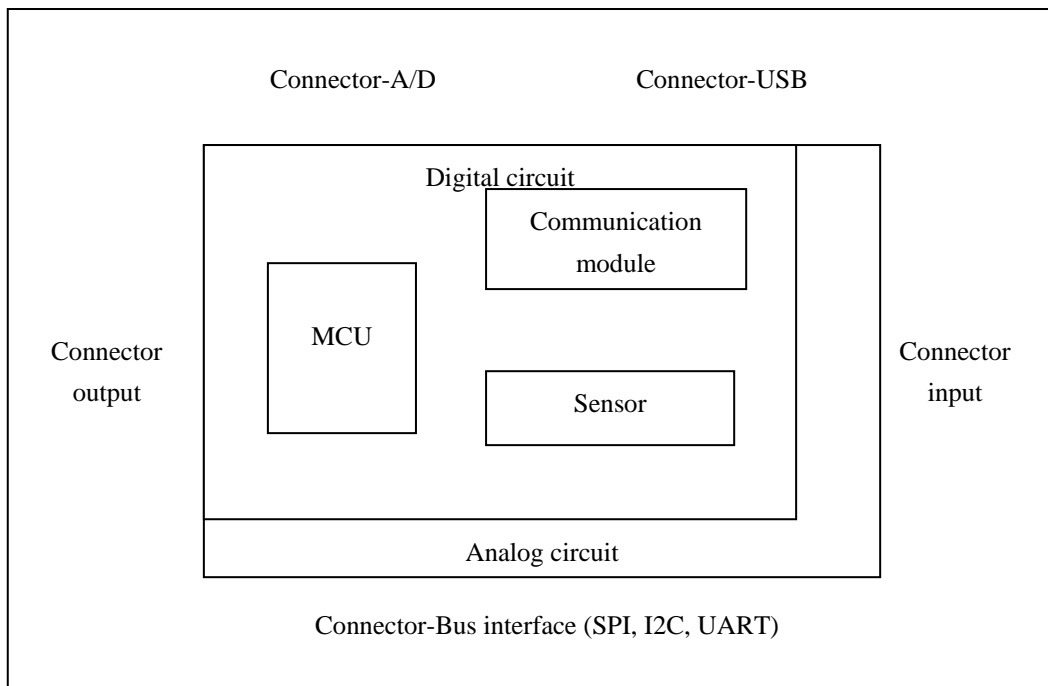 Connector-A/D
Connector-USB
Digital circuit
Communication
module
MCU
Connector
output
Connector
input
Sensor
Analog circuit
Connector-Bus interface (SPI, I2C, UART)